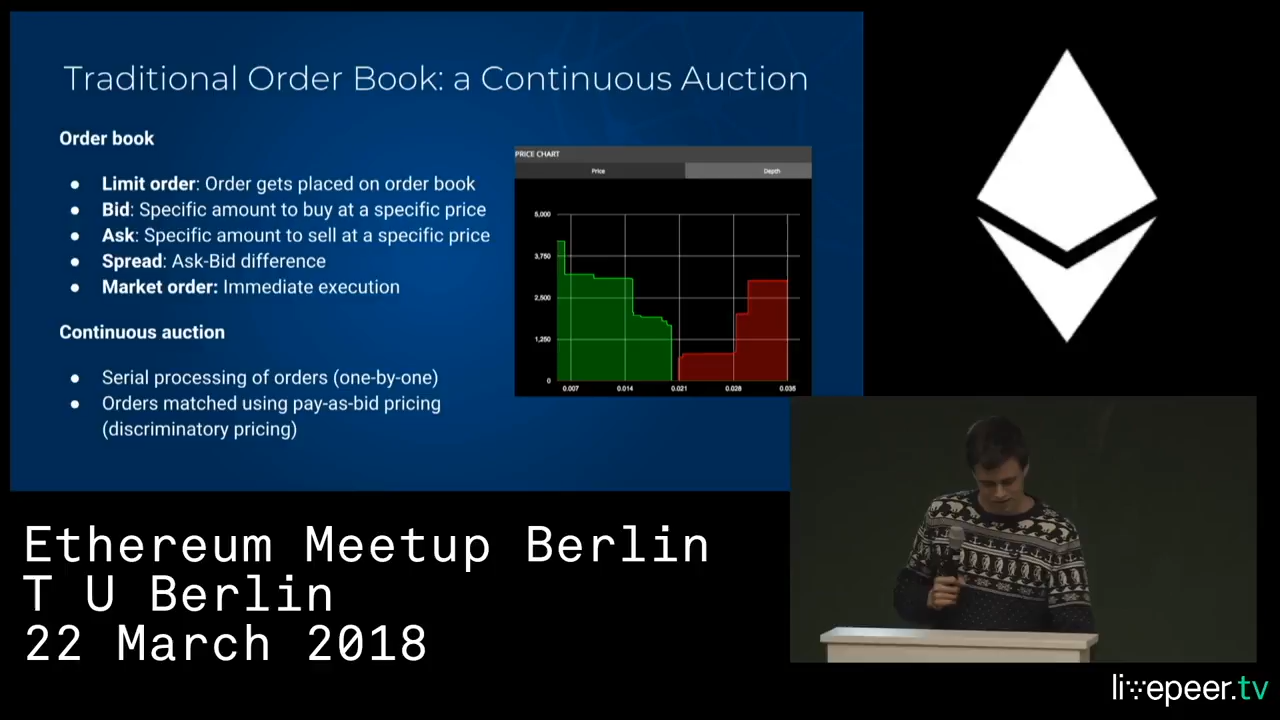 Traditional Order Book: a Continuous Auction
Order book
● Limit order: Order gets placed on order book
● Bid: Specific amount to buy at a specific price
● Ask: Specific amount to sell at a specific price
● Spread: Ask-Bid difference
● Market order: Immediate execution
Continuous auction
● Serial processing of orders (one-by-one)
● Orders matched using pay-as-bid pricing
(discriminatory pricing)
PRICE CHART
Price Depth
5,000
3,750
2,500
1,250
0
0.007 0.014 0.021 0.028 0.035
Ethereum Meetup Berlin
T U Berlin
22 March 2018
livepeer.tv